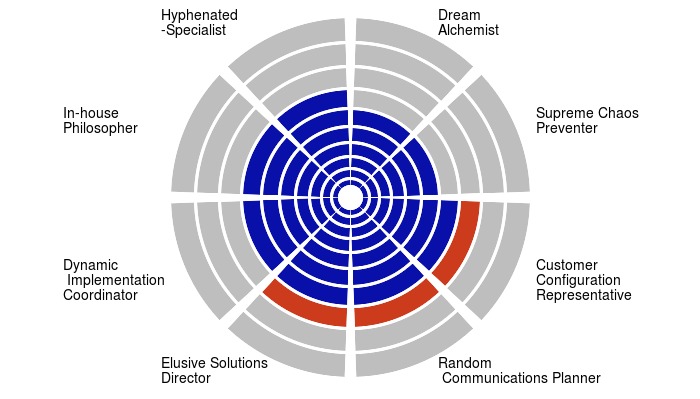 Hyphenated
-Specialist
Dream
Alchemist
In-house
Philosopher
Supreme Chaos
Preventer
Dynamic
Implementation
Coordinator
Customer
Configuration
Representative
Elusive Solutions
Director
Random
Communications Planner